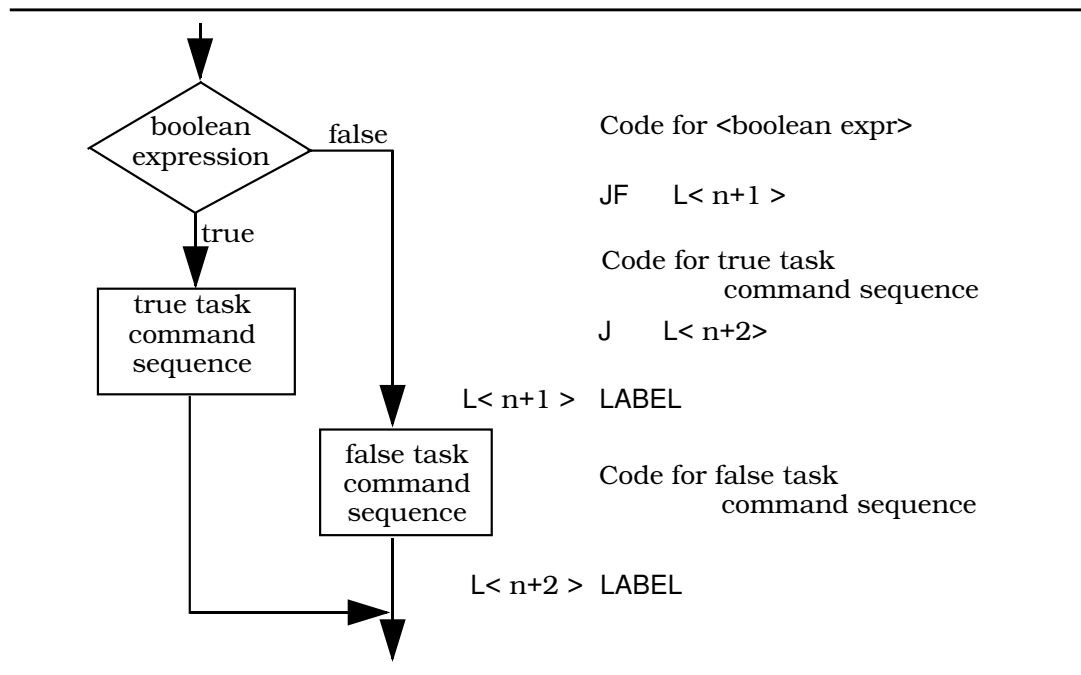 boolean
expression
false
true
true task
command
sequence
false task
command
sequence
Code for <boolean expr>
JF L< n+1 >
Code for true task
command sequence
J L< n+2>
L< n+1 > LABEL
Code for false task
command sequence
L< n+2 > LABEL